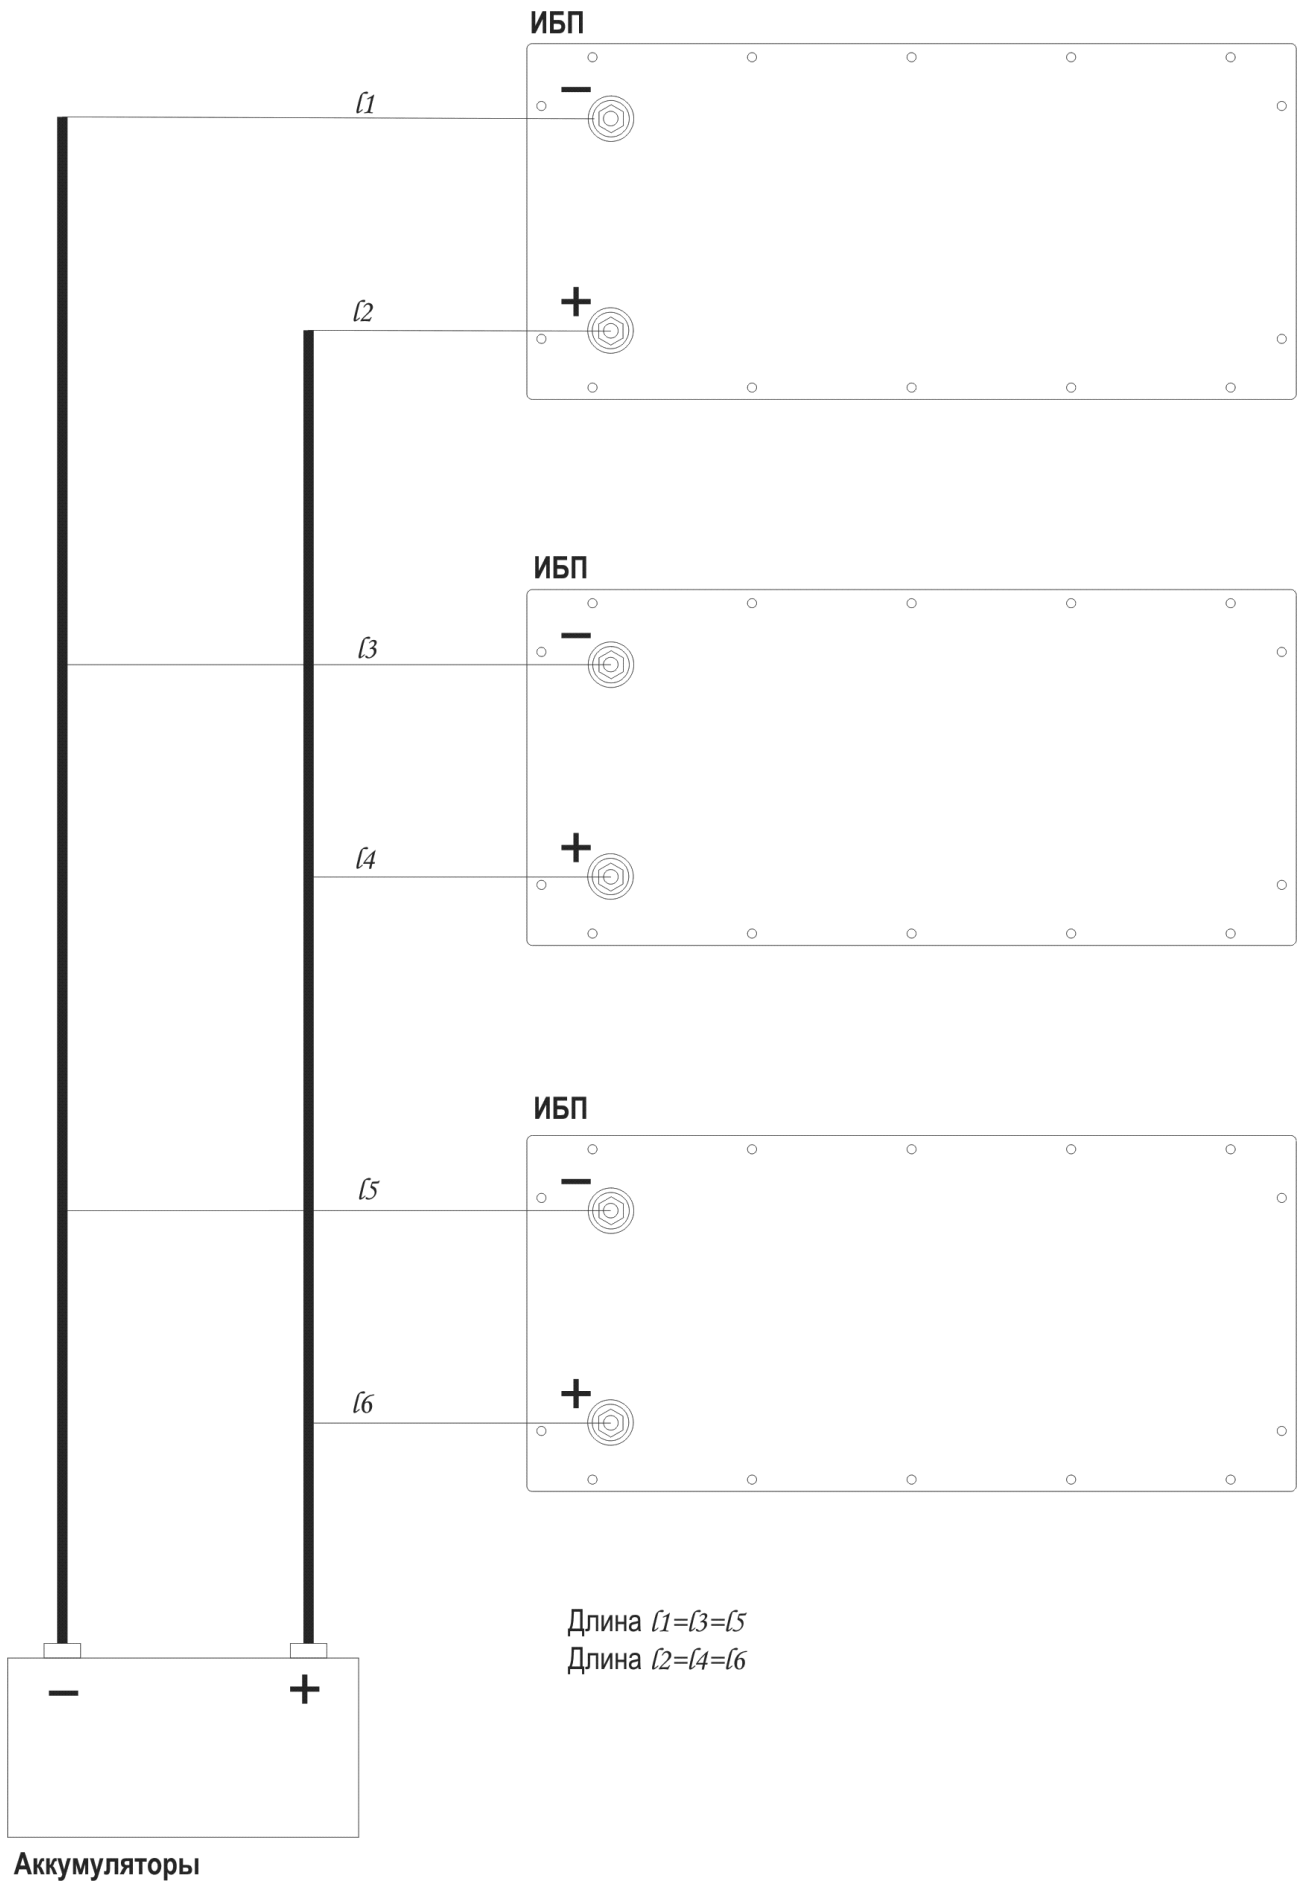 ИБП
−
l1
+
l2
ИБП
−
l3
+
l4
ИБП
−
l5
+
l6
Длина l1=l3=l5
Длина l2=l4=l6
− +
Аккумуляторы